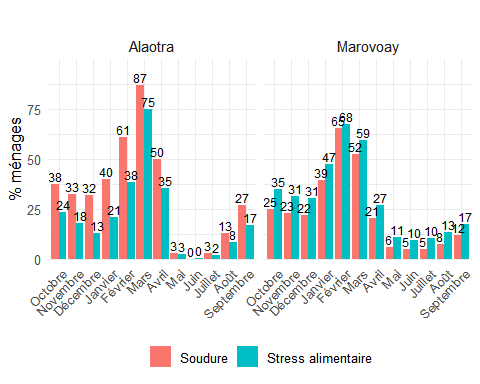 Alaotra
Marovoay
% ménages
75
50
25
0
38 24 33 18 32 13 40 21 61 38 87 75 50 35 3 3 0 0 3 2 13 8 27 17
25 35 23 31 22 31 39 47 65 68 52 59 21 27 6 11 5 10 5 10 8 13 12 17
Octobre Novembre Décembre Janvier Février Mars Avril Mai Juin Juillet Août Septembre
Octobre Novembre Décembre Janvier Février Mars Avril Mai Juin Juillet Août Septembre
Soudure
Stress alimentaire